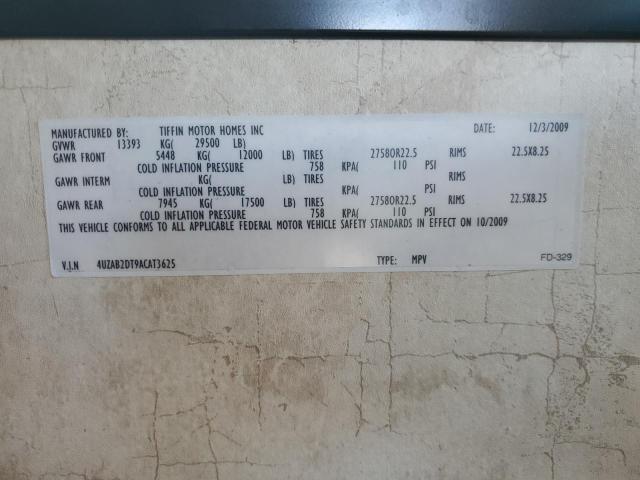 MANUFACTURED BY: TIFFIN MOTOR HOMES INC DATE: 12/3/2009
GVWR 13393 KG( 29500 LB)
GAWR FRONT 5448 KG( 12000 LB) TIRES 27580R22.5 RIMS 22.5X8.25
COLD INFLATION PRESSURE 758 KPA( 110 PSI
GAWR INTERM KG( LB) TIRES RIMS
COLD INFLATION PRESSURE KPA( PSI
GAWR REAR 7945 KG( 17500 LB) TIRES 27580R22.5 RIMS 22.5X8.25
COLD INFLATION PRESSURE 758 KPA( 110 PSI
THIS VEHICLE CONFORMS TO ALL APPLICABLE FEDERAL MOTOR VEHICLE SAFETY STANDARDS IN EFFECT ON 10/2009
V.I.N 4UZAB2DT9ACAT3625 TYPE: MPV FD-329